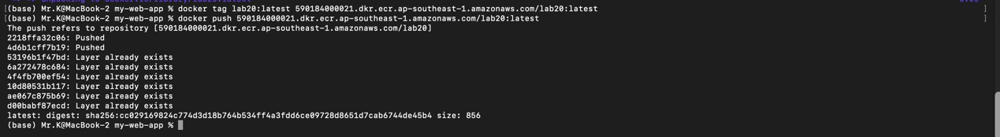 [(base) Mr.K@MacBook-2 my-web-app % docker tag lab20:latest 590184000021.dkr.ecr.ap-southeast-1.amazonaws.com/lab20:latest ]
[(base) Mr.K@MacBook-2 my-web-app % docker push 590184000021.dkr.ecr.ap-southeast-1.amazonaws.com/lab20:latest ]
The push refers to repository [590184000021.dkr.ecr.ap-southeast-1.amazonaws.com/lab20]
2218ffa32c06: Pushed
4d6b1cff7b19: Pushed
53196b1f47bd: Layer already exists
6a272478c684: Layer already exists
4f4fb700ef54: Layer already exists
10d80531b117: Layer already exists
ae067c875b69: Layer already exists
d00babf87ecd: Layer already exists
latest: digest: sha256:cc029169824c774d3d18b764b534ff4a3fdd6ce09728d8651d7cab6744de45b4 size: 856
(base) Mr.K@MacBook-2 my-web-app %